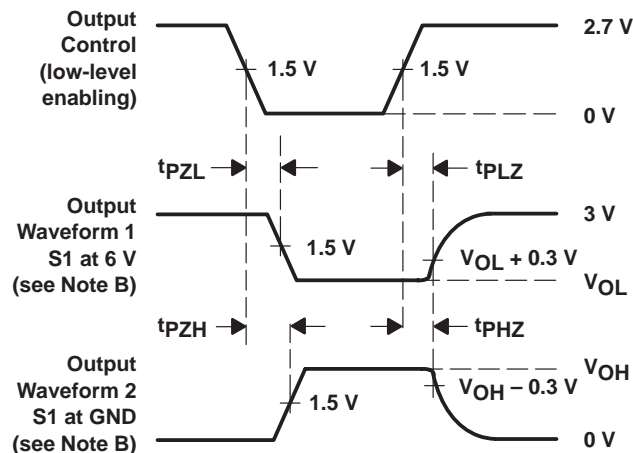 Output
Control
(low-level
enabling)
2.7 V
1.5 V
1.5 V
0 V
tPZL
tPLZ
Output
Waveform 1
S1 at 6 V
(see Note B)
3 V
1.5 V
VOL + 0.3 V
VOL
tPZH
tPHZ
Output
Waveform 2
S1 at GND
(see Note B)
VOH
1.5 V
VOH – 0.3 V
0 V